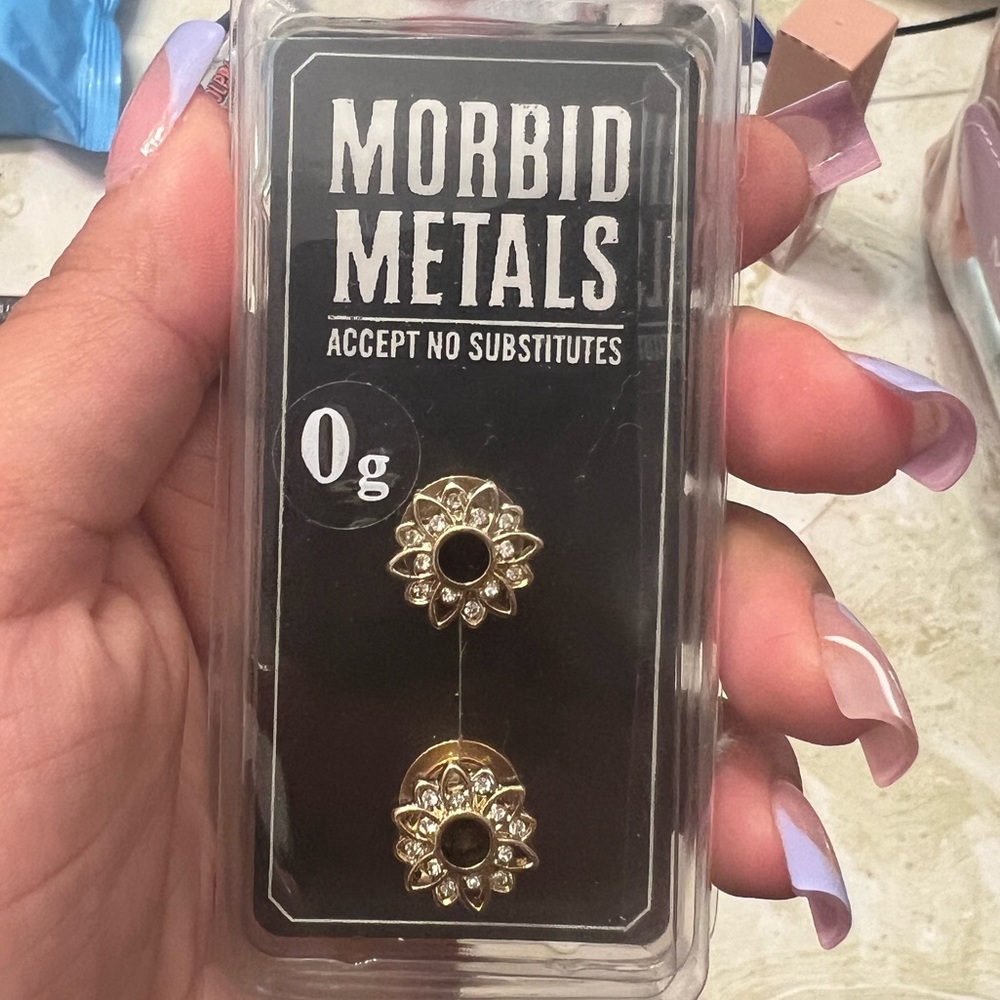 MORBID
METALS
ACCEPT NO SUBSTITUTES
0g